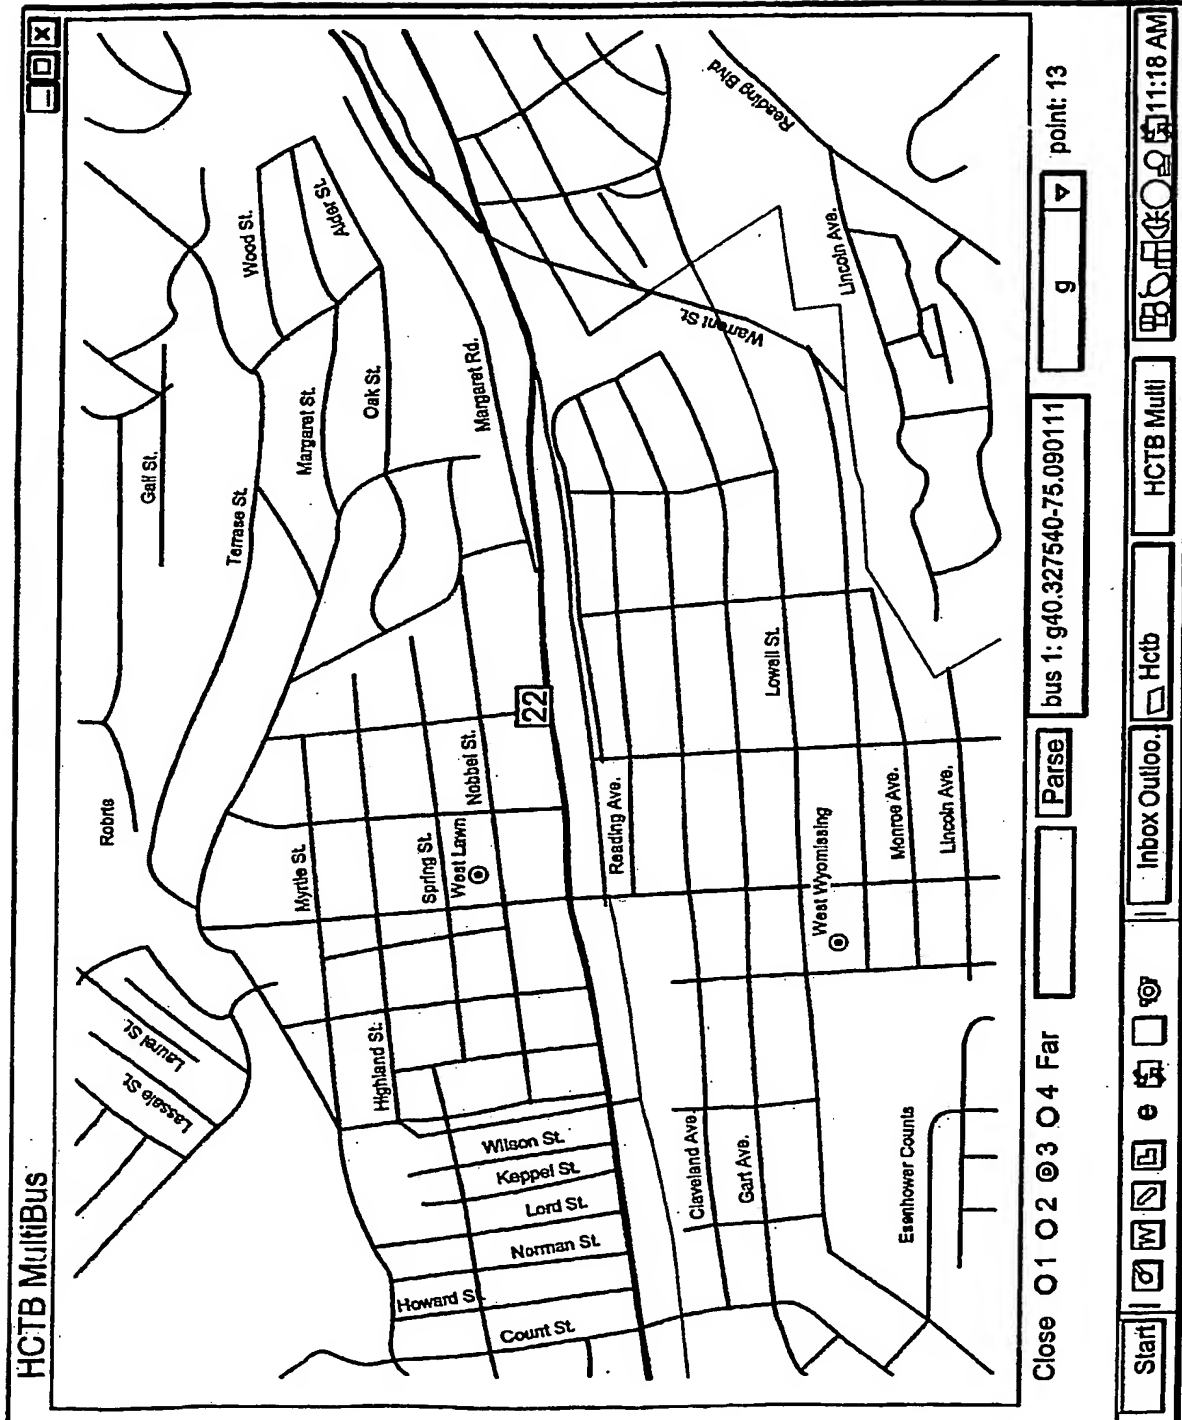 HCTB MultiBus
Robrte
Galf St.
Terrase St.
Wood St.
Alder St.
Margaret St.
Oak St.
Margaret Rd.
Laurel St.
Lassale St.
Myrtle St.
Highland St.
Spring St.
West Lawn
Nobbel St.
22
Wilson St.
Keppel St.
Lord St.
Norman St.
Howard St.
Count St.
Reading Ave.
Reading Blvd
Warrent St.
Lincoln Ave.
Lowall St.
West Wyomissing
Monroe Ave.
Lincoln Ave.
Claveland Ave.
Gart Ave.
Esenhower Counts
Close 1 2 3 4 Far
Parse
bus 1: g40.327540-75.090111
g
point: 13
Start
W
e
Inbox Outloo..
Hctb
HCTB Multi
11:18 AM